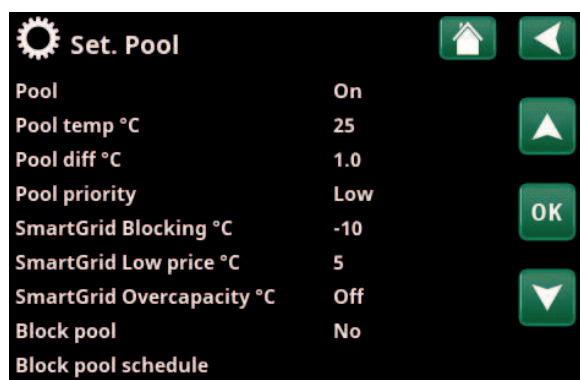 Set. Pool
Pool On
Pool temp °C 25
Pool diff °C 1.0
Pool priority Low
SmartGrid Blocking °C -10
SmartGrid Low price °C 5
SmartGrid Overcapacity °C Off
Block pool No
Block pool schedule
OK